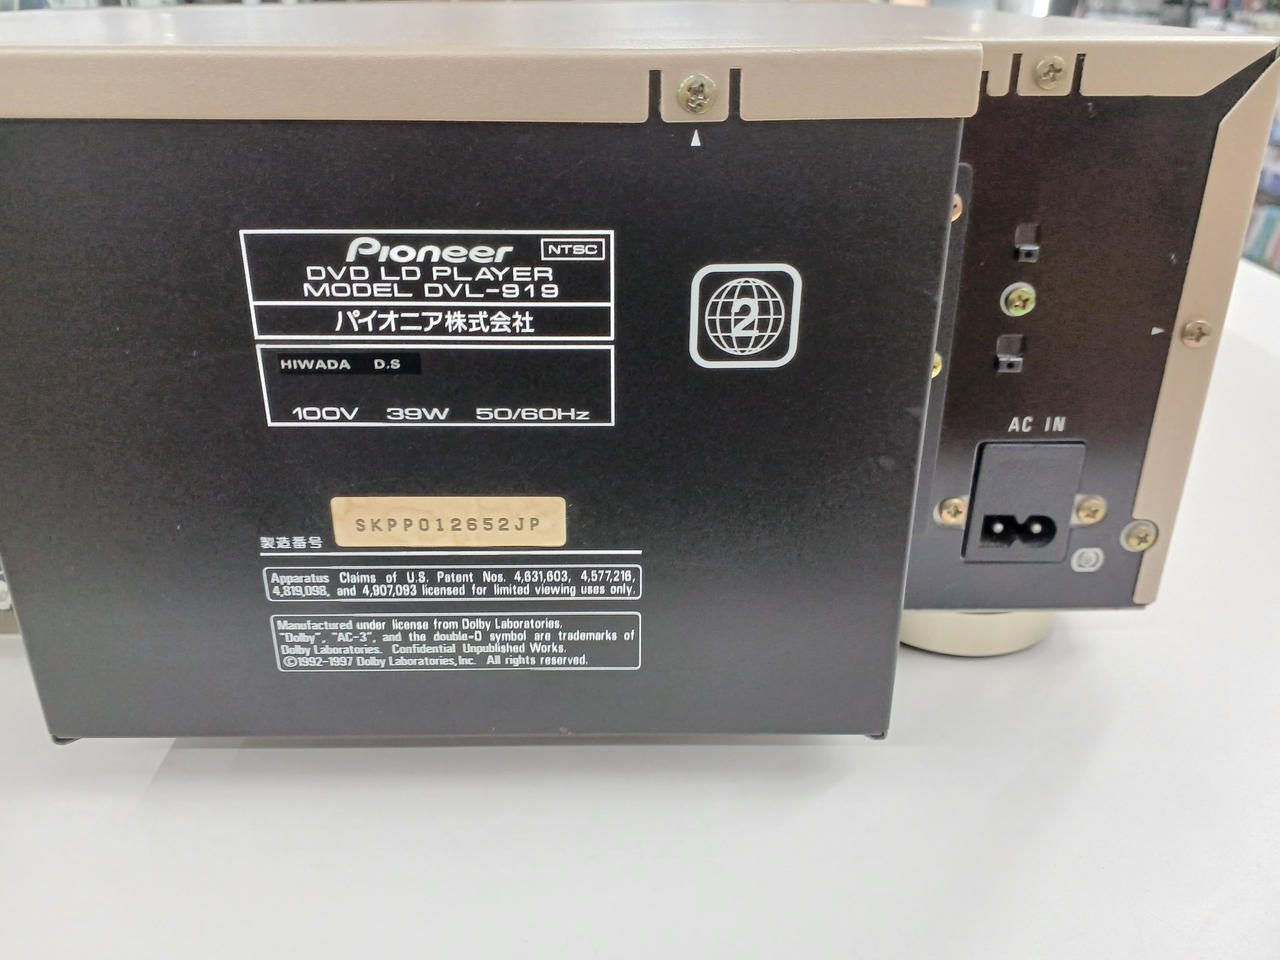 Pioneer NTSC
DVD LD PLAYER
MODEL DVL-919
パイオニア株式会社
HIWADA D.S
100V 39W 50/60Hz
2
AC IN
SKPP012652JP
製造番号
Apparatus Claims of U.S. Patent Nos. 4,631,603, 4,577,216,
4,819,098, and 4,907,093 licensed for limited viewing uses only.
Manufactured under license from Dolby Laboratories.
"Dolby", "AC-3", and the double-D symbol are trademarks of
Dolby Laboratories. Confidential Unpublished Works.
©1992-1997 Dolby Laboratories, Inc. All rights reserved.